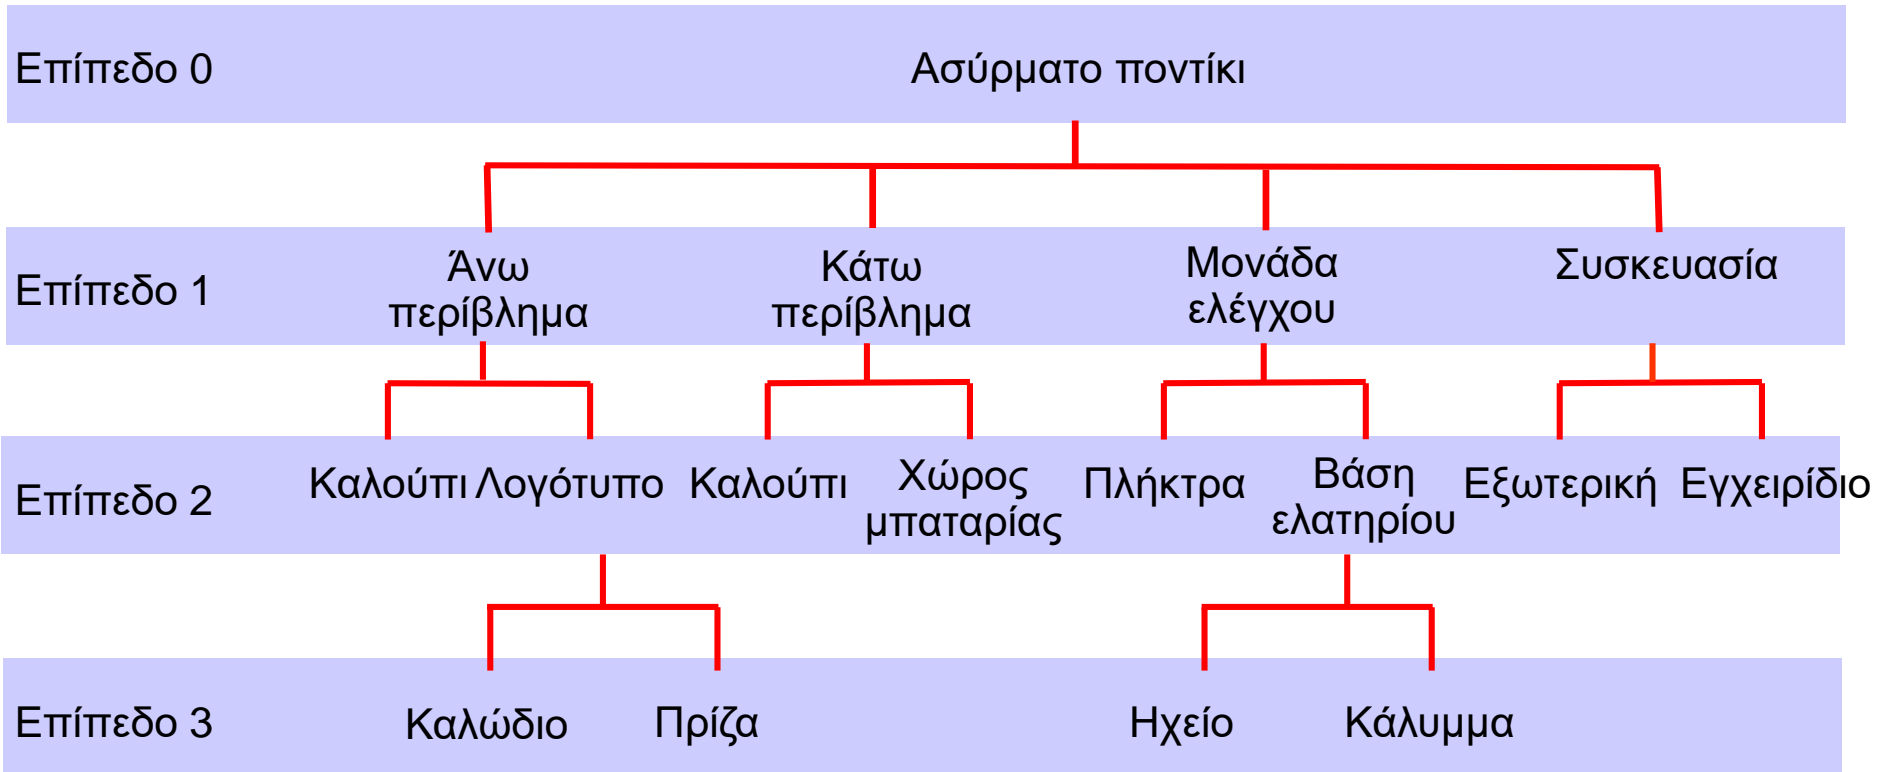 Επίπεδο 0
Ασύρματο ποντίκι
Επίπεδο 1
Άνω
περίβλημα
Κάτω
περίβλημα
Μονάδα
ελέγχου
Συσκευασία
Επίπεδο 2
Καλούπι
Λογότυπο
Καλούπι
Χώρος
μπαταρίας
Πλήκτρα
Βάση
ελατηρίου
Εξωτερική
Εγχειρίδιο
Επίπεδο 3
Καλώδιο
Πρίζα
Ηχείο
Κάλυμμα